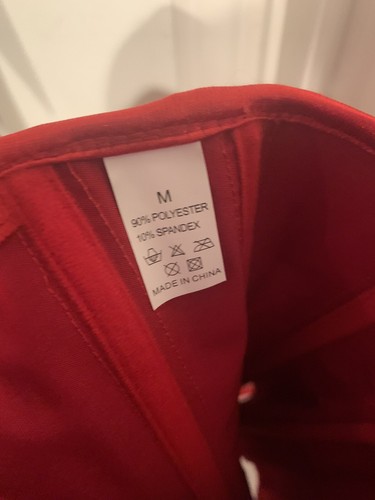 M
90% POLYESTER
10% SPANDEX
MADE IN CHINA